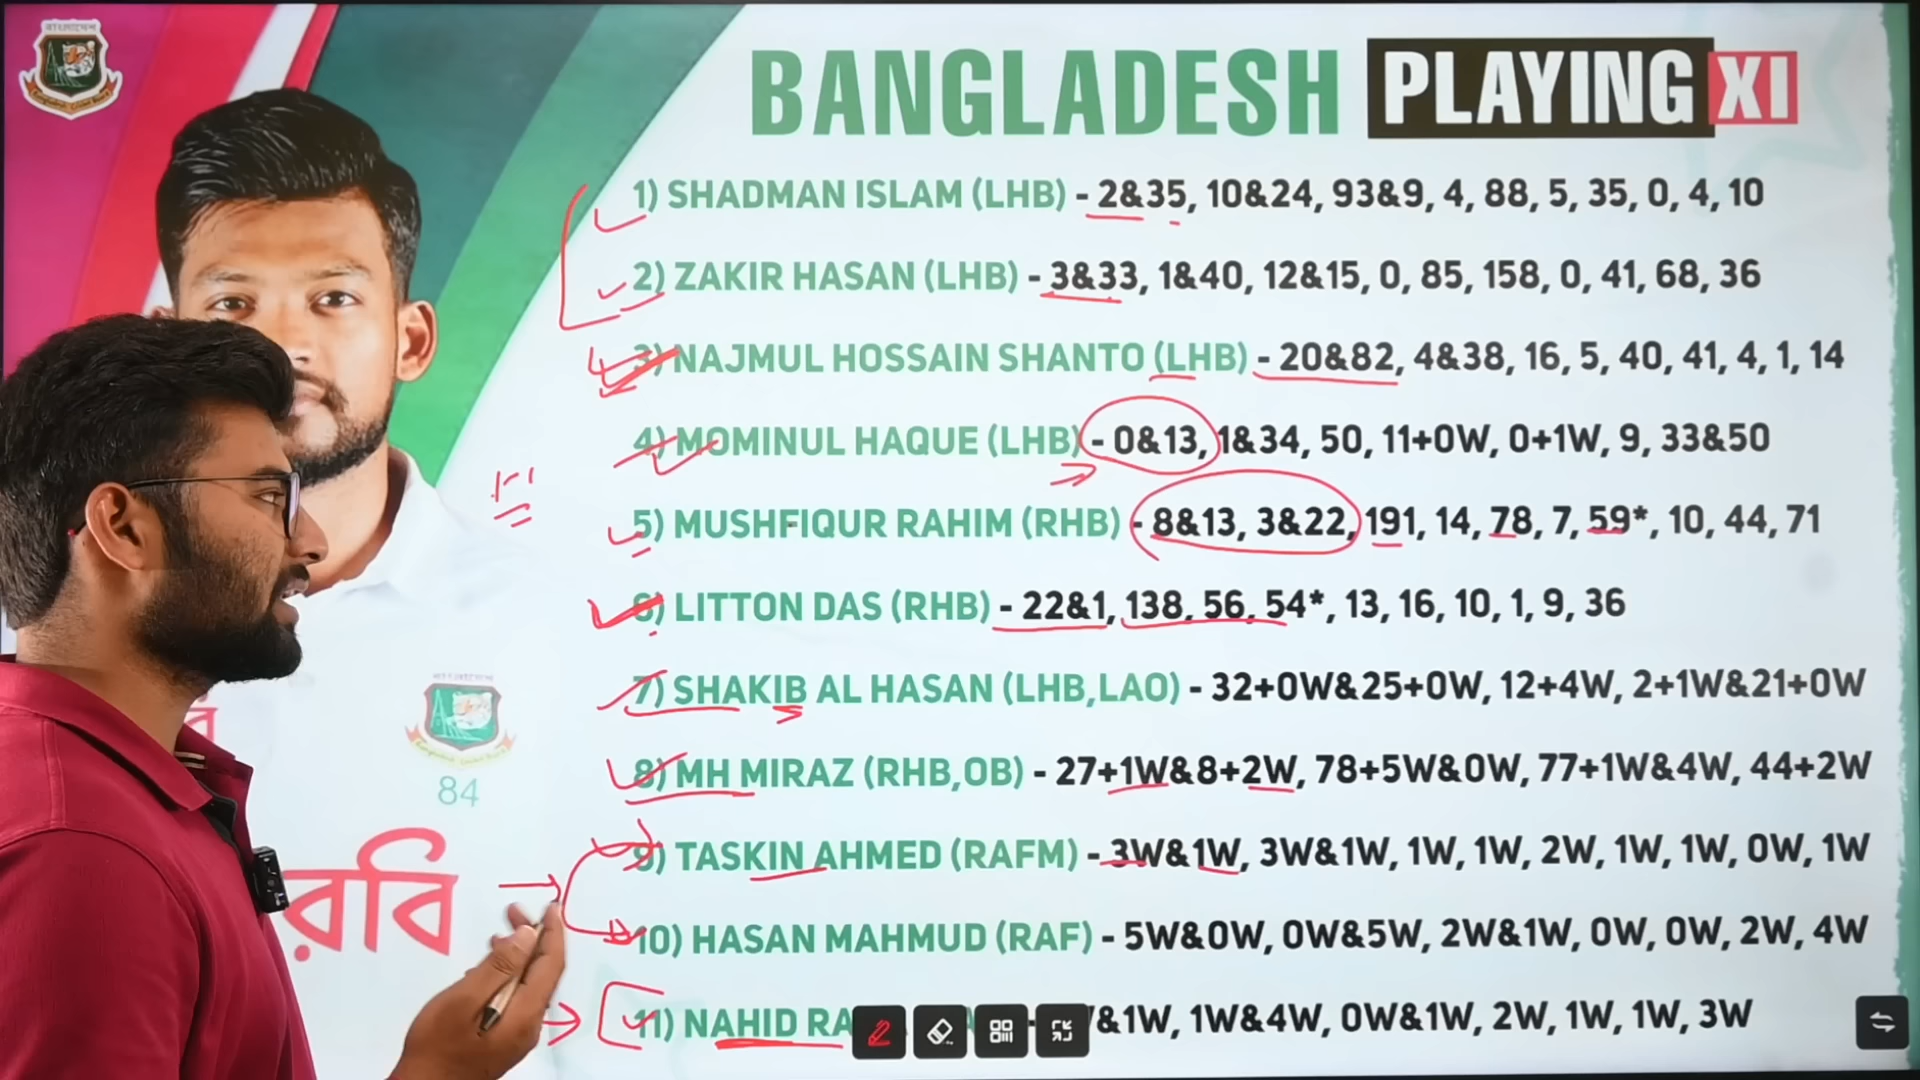 BANGLADESH PLAYING XI
1) SHADMAN ISLAM (LHB) - 2&35, 10&24, 93&9, 4, 88, 5, 35, 0, 4, 10
2) ZAKIR HASAN (LHB) - 3&33, 1&40, 12&15, 0, 85, 158, 0, 41, 68, 36
3) NAJMUL HOSSAIN SHANTO (LHB) - 20&82, 4&38, 16, 5, 40, 41, 4, 1, 14
4) MOMINUL HAQUE (LHB) - 0&13, 1&34, 50, 11+0W, 0+1W, 9, 33&50
5) MUSHFIQUR RAHIM (RHB) - 8&13, 3&22, 191, 14, 78, 7, 59*, 10, 44, 71
6) LITTON DAS (RHB) - 22&1, 138, 56, 54*, 13, 16, 10, 1, 9, 36
7) SHAKIB AL HASAN (LHB,LAO) - 32+0W&25+0W, 12+4W, 2+1W&21+0W
8) MH MIRAZ (RHB,OB) - 27+1W&8+2W, 78+5W&0W, 77+1W&4W, 44+2W
9) TASKIN AHMED (RAFM) - 3W&1W, 3W&1W, 1W, 1W, 2W, 1W, 1W, 0W, 1W
10) HASAN MAHMUD (RAF) - 5W&0W, 0W&5W, 2W&1W, 0W, 0W, 2W, 4W
11) NAHID RA &1W, 1W&4W, 0W&1W, 2W, 1W, 1W, 3W
84
রবি